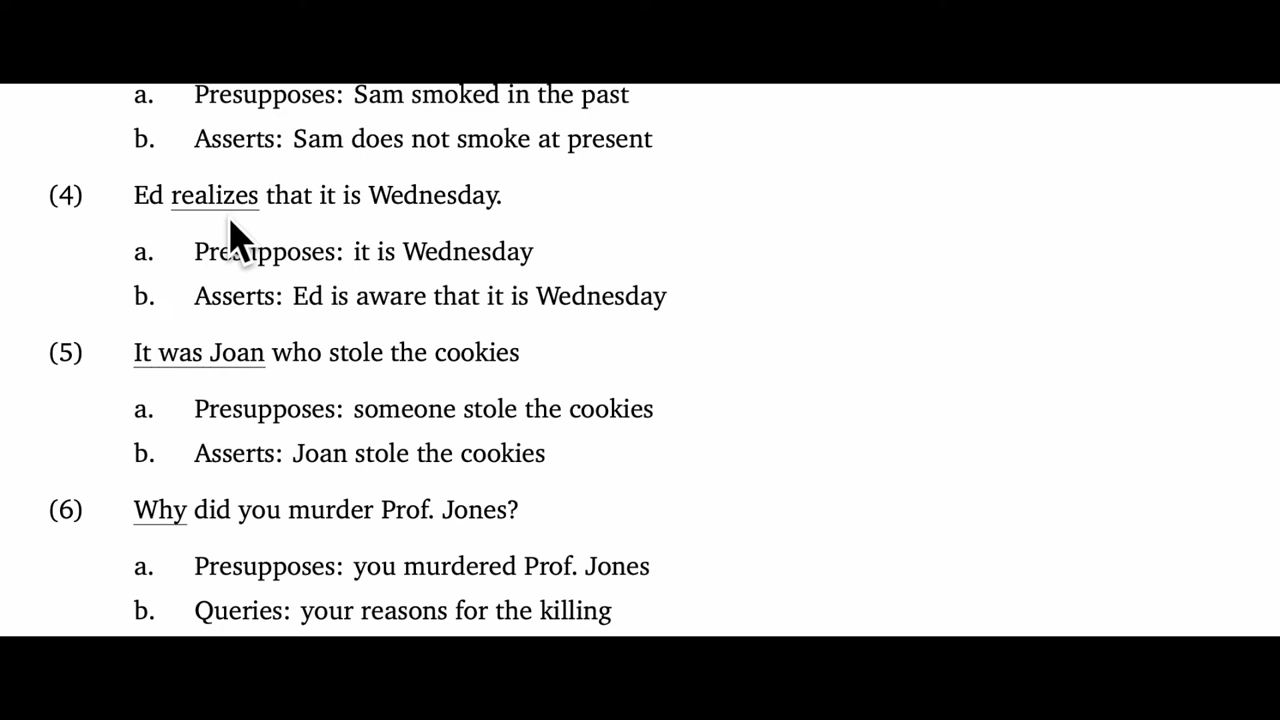 a. Presupposes: Sam smoked in the past
b. Asserts: Sam does not smoke at present
(4) Ed realizes that it is Wednesday.
a. Presupposes: it is Wednesday
b. Asserts: Ed is aware that it is Wednesday
(5) It was Joan who stole the cookies
a. Presupposes: someone stole the cookies
b. Asserts: Joan stole the cookies
(6) Why did you murder Prof. Jones?
a. Presupposes: you murdered Prof. Jones
b. Queries: your reasons for the killing